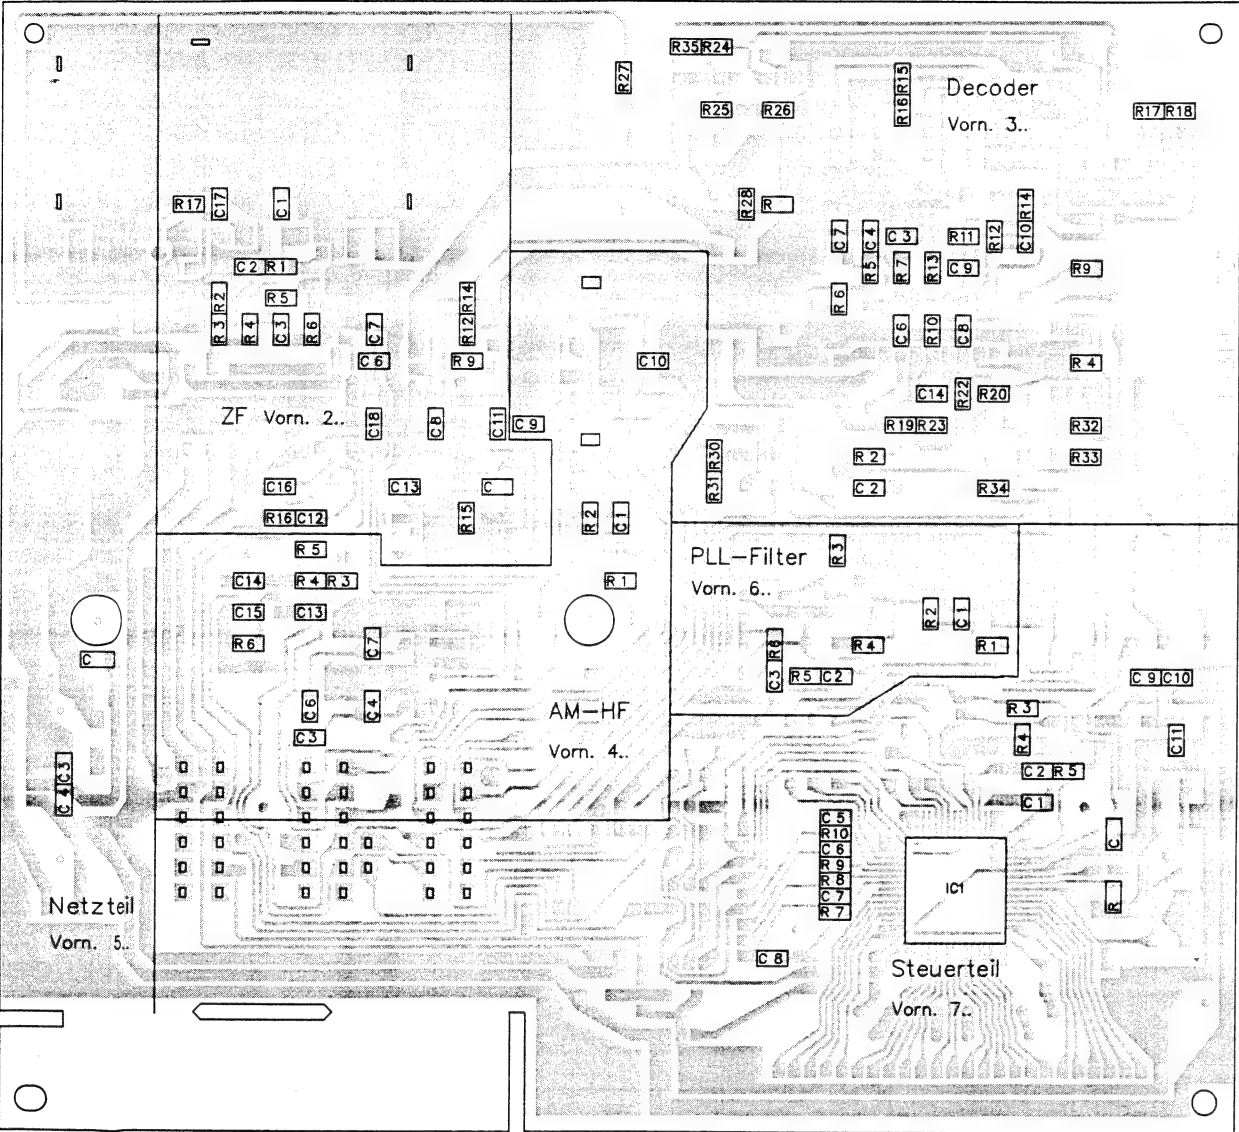 R35 R24
R27
R15
R16
Decoder
Vorn. 3..
R25
R26
R17 R18
R17
C17
C1
R28
R
C7
C4
C3
R11
R12
R14
C10
C2 R1
R5
R7
R13
C9
R9
R2
R5
R14
R6
R3
R4
C3
R6
C7
R12
C6
R10
C8
C6
R9
C10
R4
C14
R22
R20
ZF Vorn. 2..
C18
C8
C11
C9
R19 R23
R32
R30
R2
R33
C16
C13
C
R31
C2
R34
R16 C12
R15
R2
C1
R5
PLL-Filter
R3
C14
R4 R3
R1
Vorn. 6..
C15
C13
R2
C1
R6
C7
R6
R4
R1
C
C3
R5 C2
C9 C10
C6
C4
AM-HF
R3
C3
Vorn. 4..
R4
C11
C3
C2 R5
C4
C1
C5
R10
C6
R9
R8
C7
R7
C
IC1
R
Netzteil
Vorn. 5..
C8
Steuerteil
Vorn. 7..